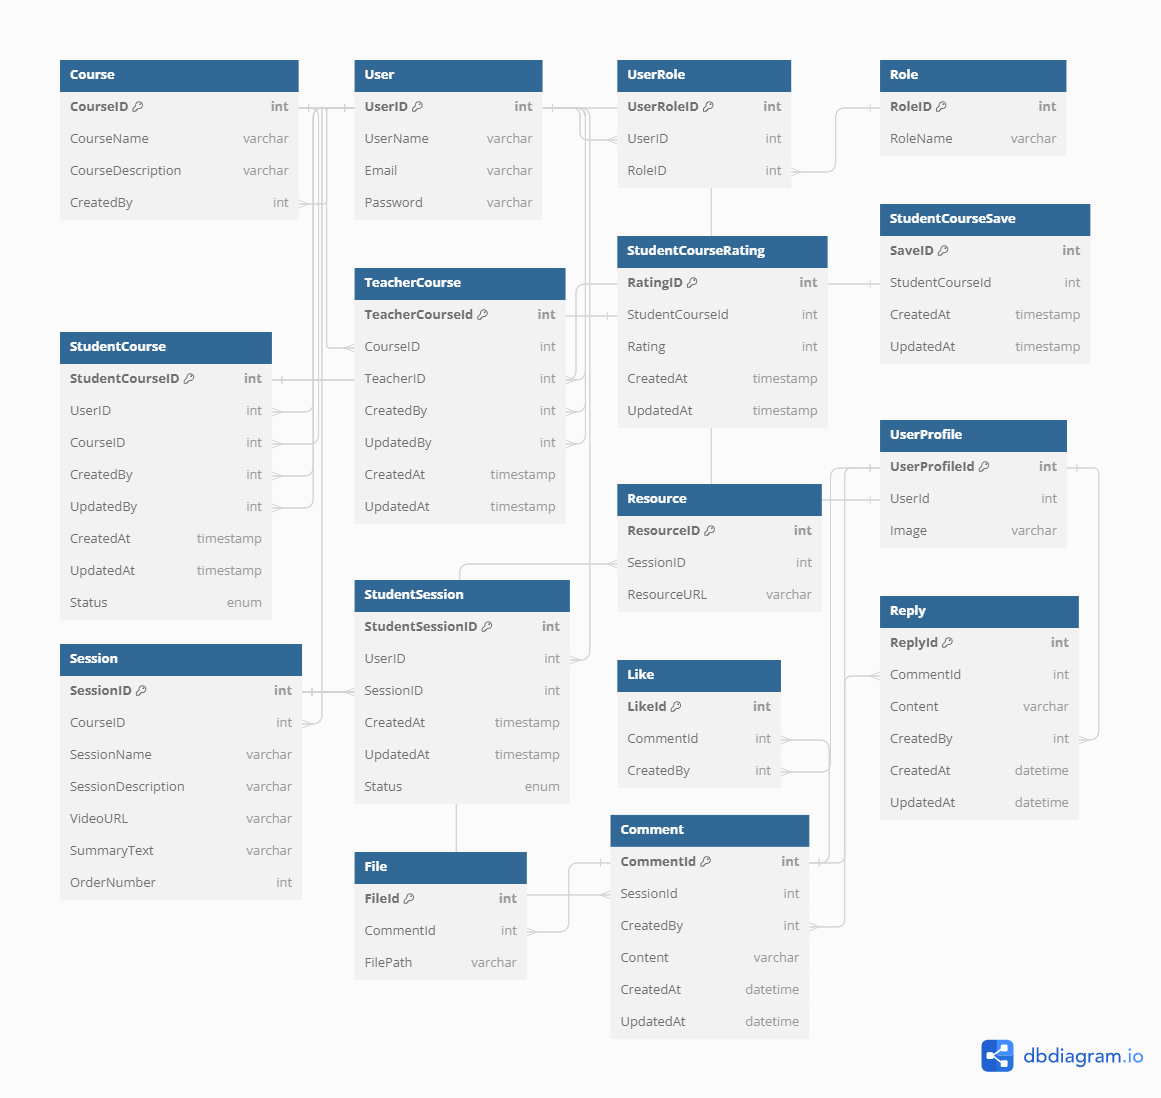 Course
CourseID int
CourseName varchar
CourseDescription varchar
CreatedBy int
User
UserID int
UserName varchar
Email varchar
Password varchar
UserRole
UserRoleID int
UserID int
RoleID int
Role
RoleID int
RoleName varchar
StudentCourseSave
SaveID int
StudentCourseId int
CreatedAt timestamp
UpdatedAt timestamp
StudentCourseRating
RatingID int
StudentCourseId int
Rating int
CreatedAt timestamp
UpdatedAt timestamp
TeacherCourse
TeacherCourseId int
CourseID int
TeacherID int
CreatedBy int
UpdatedBy int
CreatedAt timestamp
UpdatedAt timestamp
StudentCourse
StudentCourseID int
UserID int
CourseID int
CreatedBy int
UpdatedBy int
CreatedAt timestamp
UpdatedAt timestamp
Status enum
UserProfile
UserProfileId int
UserId int
Image varchar
Resource
ResourceID int
SessionID int
ResourceURL varchar
StudentSession
StudentSessionID int
UserID int
SessionID int
CreatedAt timestamp
UpdatedAt timestamp
Status enum
Reply
ReplyId int
CommentId int
Content varchar
CreatedBy int
CreatedAt datetime
UpdatedAt datetime
Session
SessionID int
CourseID int
SessionName varchar
SessionDescription varchar
VideoURL varchar
SummaryText varchar
OrderNumber int
Like
LikeId int
CommentId int
CreatedBy int
Comment
CommentId int
SessionId int
CreatedBy int
Content varchar
CreatedAt datetime
UpdatedAt datetime
File
FileId int
CommentId int
FilePath varchar
dbdiagram.io